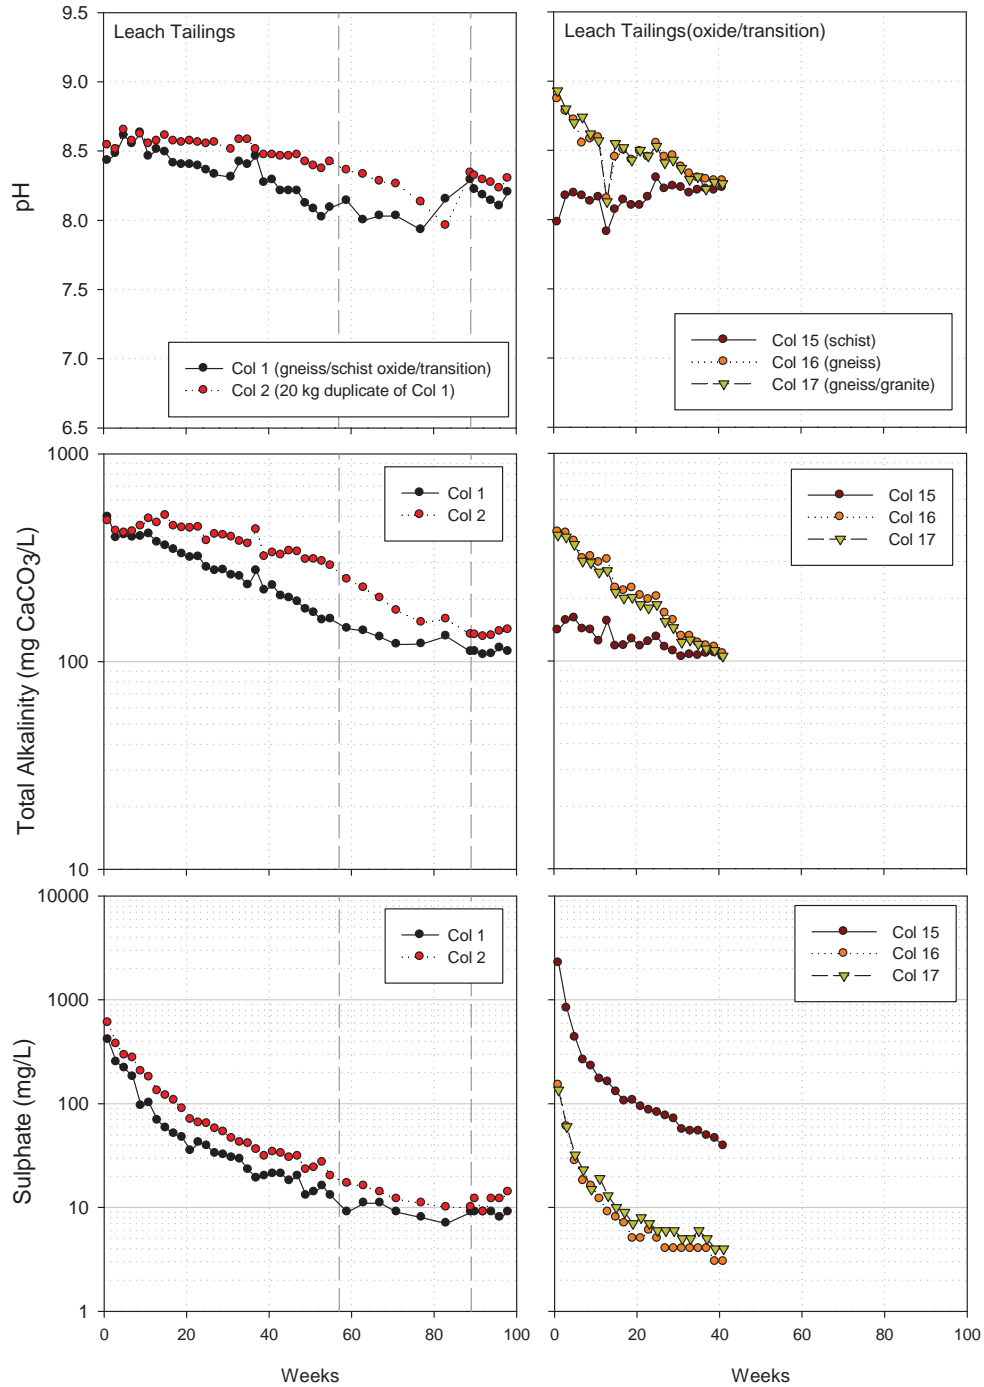 Leach Tailings
Leach Tailings(oxide/transition)
pH
9.5
9.0
8.5
8.0
7.5
7.0
6.5
Col 1 (gneiss/schist oxide/transition)
Col 2 (20 kg duplicate of Col 1)
Col 15 (schist)
Col 16 (gneiss)
Col 17 (gneiss/granite)
Total Alkalinity (mg CaCO3/L)
1000
100
10
Col 1
Col 2
Col 15
Col 16
Col 17
Sulphate (mg/L)
10000
1000
100
10
1
Col 1
Col 2
Col 15
Col 16
Col 17
0 20 40 60 80 100
0 20 40 60 80 100
Weeks
Weeks